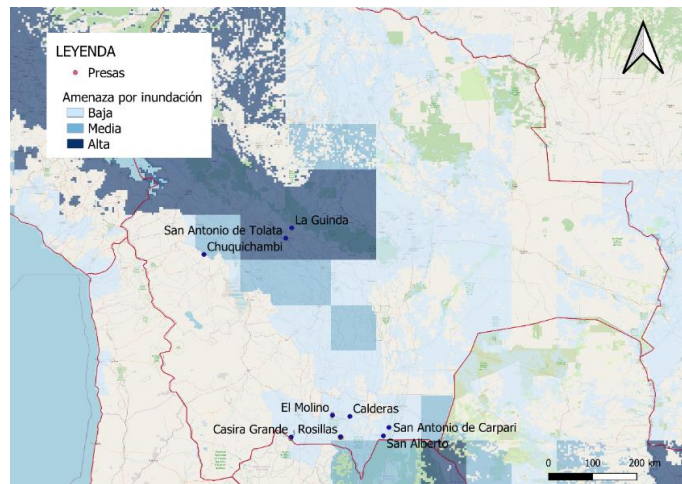 LEYENDA
Presas
Amenaza por inundación
Baja
Media
Alta
La Guinda
San Antonio de Tolata
Chuquichambi
El Molino
Calderas
San Antonio de Carpari
Casira Grande
Rosillas
San Alberto
0 100 200 km